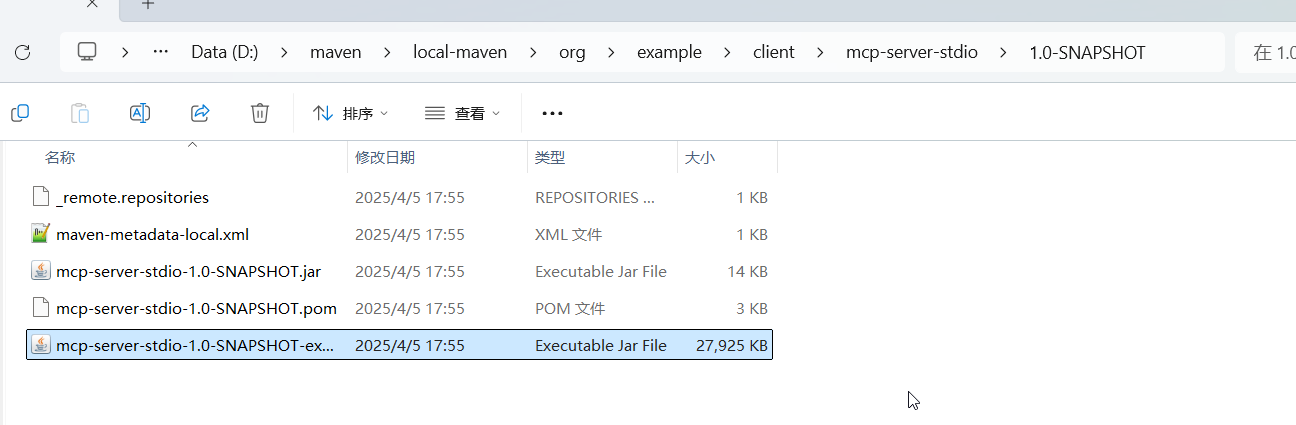 Data (D:) maven local-maven org example client mcp-server-stdio 1.0-SNAPSHOT 在 1.0
排序 查看
名称 修改日期 类型 大小
_remote.repositories 2025/4/5 17:55 REPOSITORIES ... 1 KB
maven-metadata-local.xml 2025/4/5 17:55 XML 文件 1 KB
mcp-server-stdio-1.0-SNAPSHOT.jar 2025/4/5 17:55 Executable Jar File 14 KB
mcp-server-stdio-1.0-SNAPSHOT.pom 2025/4/5 17:55 POM 文件 3 KB
mcp-server-stdio-1.0-SNAPSHOT-ex... 2025/4/5 17:55 Executable Jar File 27,925 KB